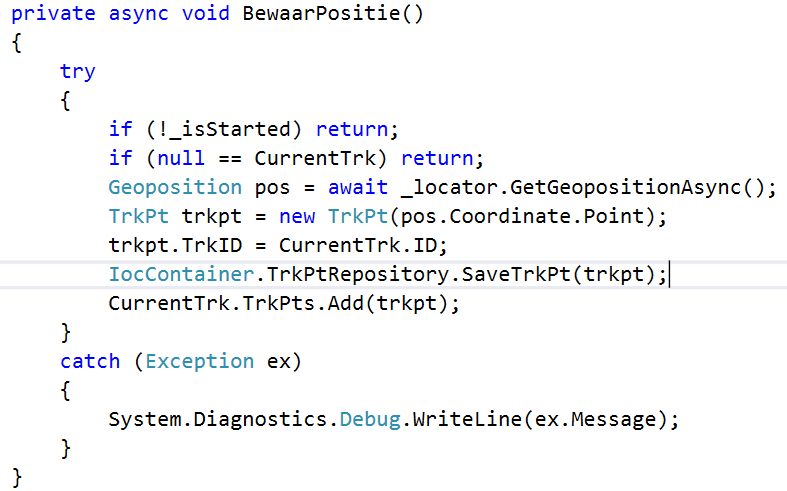 private async void BewaarPositie()
{
    try
    {
        if (!_isStarted) return;
        if (null == CurrentTrk) return;
        Geoposition pos = await _locator.GetGeopositionAsync();
        TrkPt trkpt = new TrkPt(pos.Coordinate.Point);
        trkpt.TrkID = CurrentTrk.ID;
        IocContainer.TrkPtRepository.SaveTrkPt(trkpt);
        CurrentTrk.TrkPts.Add(trkpt);
    }
    catch (Exception ex)
    {
        System.Diagnostics.Debug.WriteLine(ex.Message);
    }
}